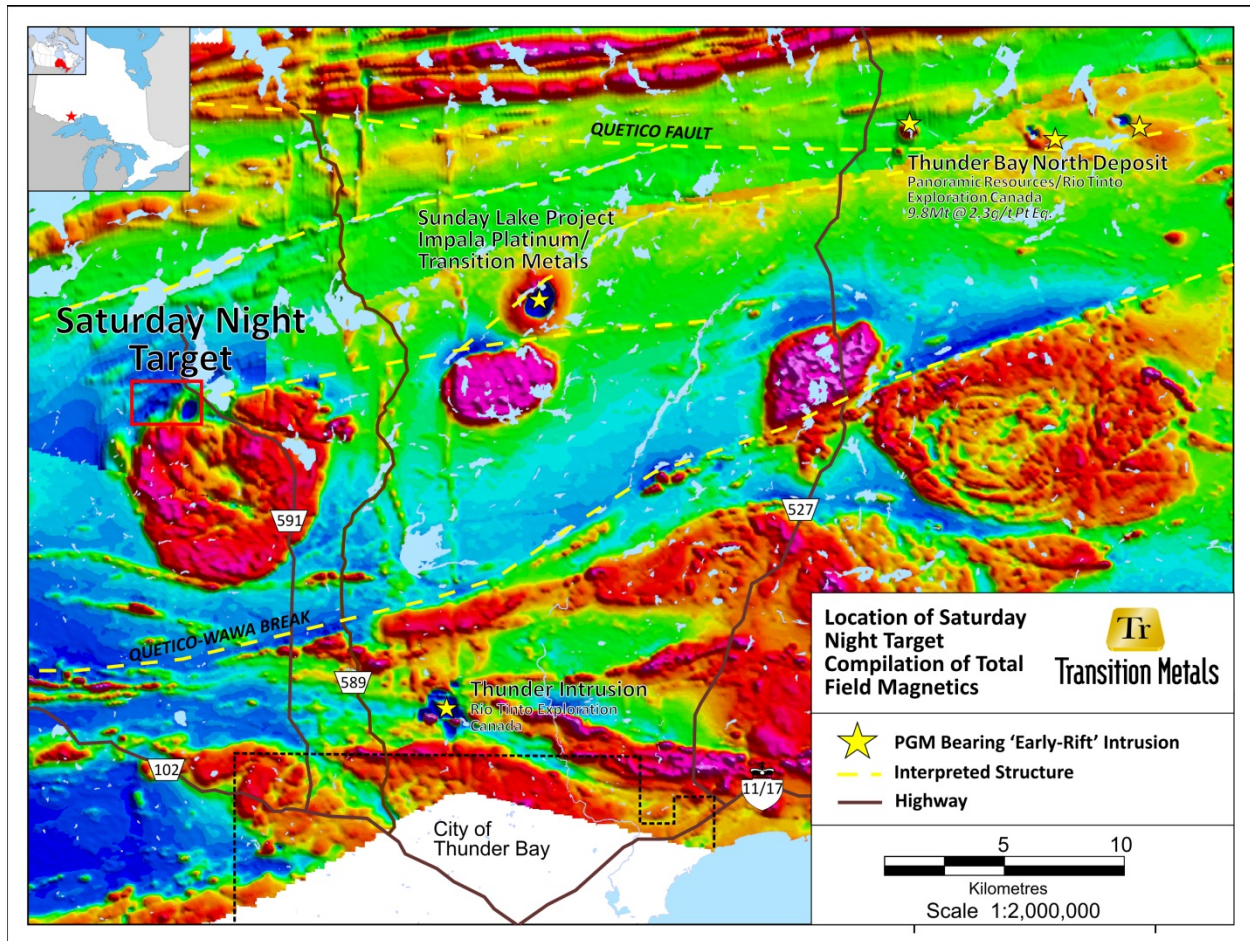 QUETICO FAULT
Thunder Bay North Deposit
Panoramic Resources/Rio Tinto
Exploration Canada
9.8Mt @ 2.3g/t Pt Eq.
Sunday Lake Project
Impala Platinum/
Transition Metals
Saturday Night
Target
591
527
QUETICO-WAWA BREAK
589
Thunder Intrusion
Rio Tinto Exploration
Canada
102
11/17
City of
Thunder Bay
Location of Saturday
Night Target
Compilation of Total
Field Magnetics
Tr
Transition Metals
PGM Bearing 'Early-Rift' Intrusion
Interpreted Structure
Highway
5 10
Kilometres
Scale 1:2,000,000